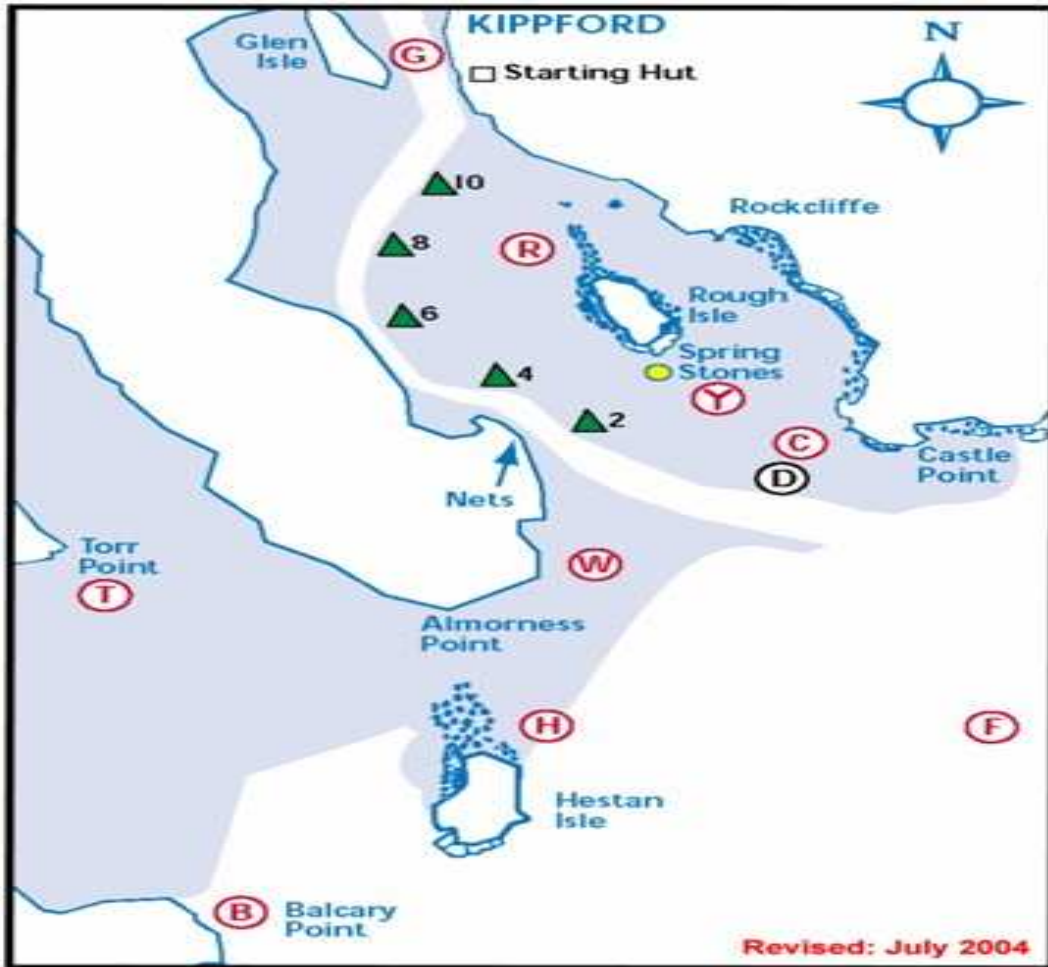 KIPPFORD
N
Glen
Isle
G
Starting Hut
10
Rockcliffe
8
R
Rough
Isle
6
Spring
Stones
4
Y
2
C
Castle
Point
D
Nets
Torr
Point
W
T
Almorness
Point
H
F
Hestan
Isle
B
Balcary
Point
Revised: July 2004